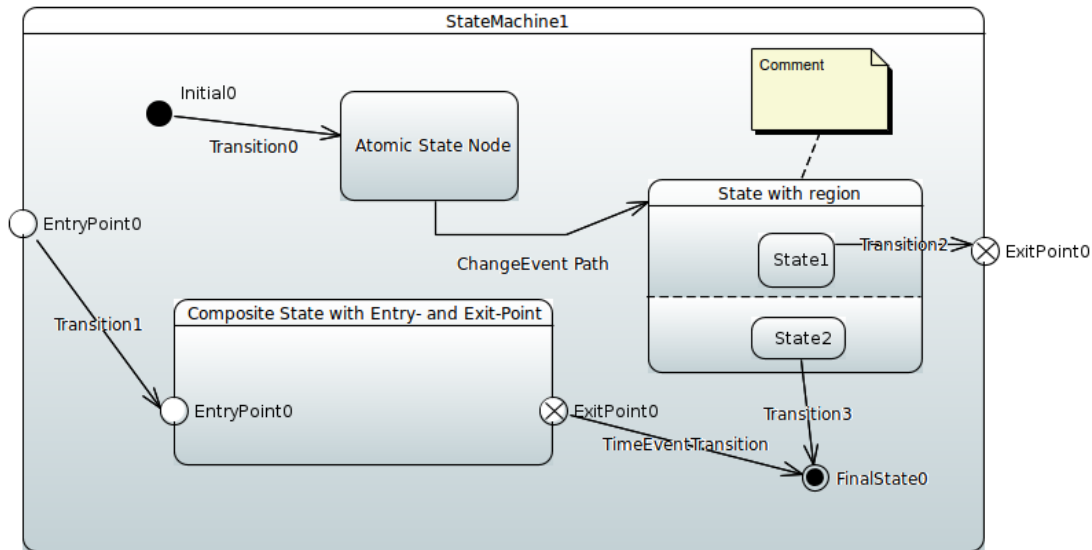 StateMachine1
Comment
Initial0
Transition0
Atomic State Node
State with region
EntryPoint0
State1
Transition2
ExitPoint0
ChangeEvent Path
Composite State with Entry- and Exit-Point
Transition1
State2
EntryPoint0
ExitPoint0
Transition3
TimeEventTransition
FinalState0